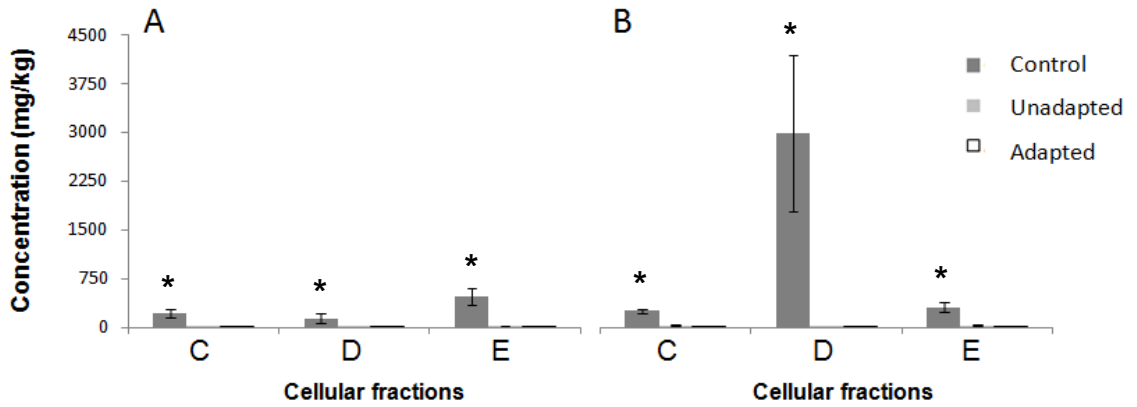 A
B
Concentration (mg/kg)
4500
3750
3000
2250
1500
750
0
*
*
*
*
*
*
C
D
E
C
D
E
Cellular fractions
Cellular fractions
Control
Unadapted
Adapted